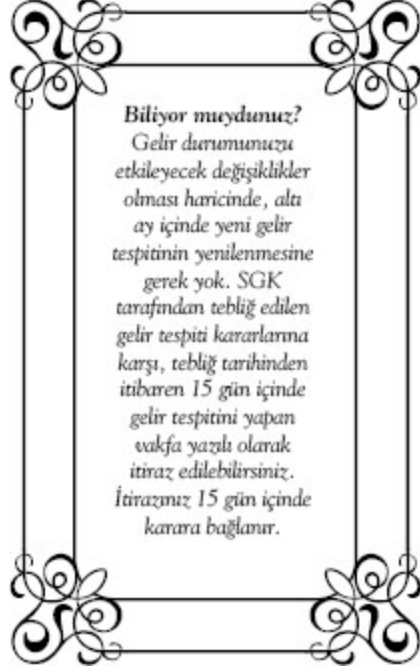 Biliyor muydunuz?
Gelir durumunuzu
etkileyecek değişiklikler
olması haricinde, altı
ay içinde yeni gelir
tespitinin yenilenmesine
gerek yok. SGK
tarafından tebliğ edilen
gelir tespiti kararlarına
karşı, tebliğ tarihinden
itibaren 15 gün içinde
gelir tespitini yapan
vakfa yazılı olarak
itiraz edilebilirsiniz.
İtirazınız 15 gün içinde
karara bağlanır.